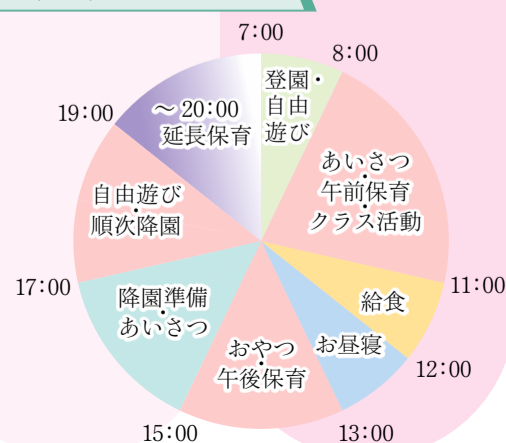 7:00
8:00
登園・
自由
遊び
あいさつ
・
午前保育
・
クラス活動
11:00
給食
12:00
お昼寝
13:00
おやつ
・
午後保育
15:00
降園準備
・
あいさつ
17:00
自由遊び
・
順次降園
19:00
～20:00
延長保育